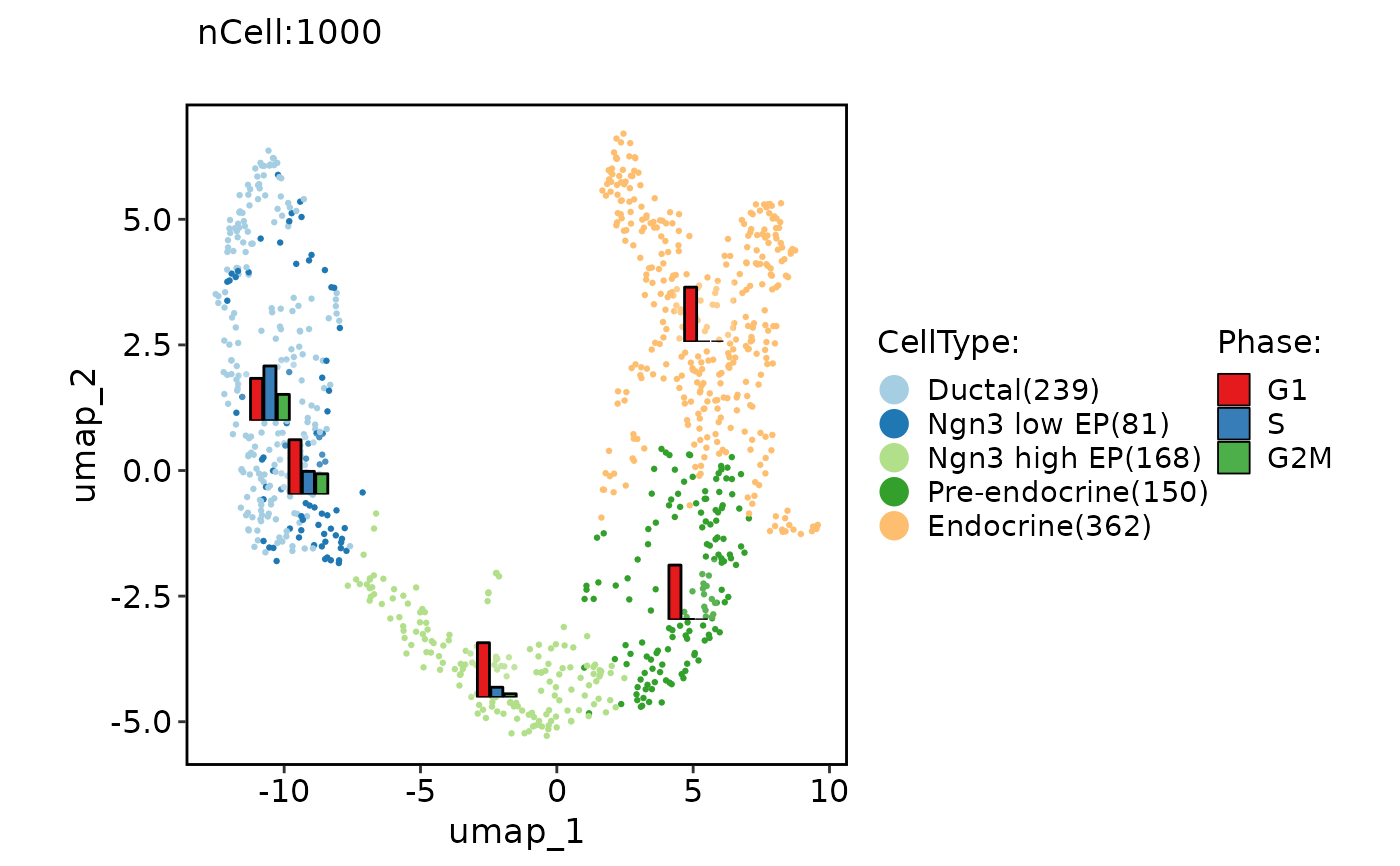 nCell:1000
umap_2
5.0
2.5
0.0
-2.5
-5.0
-10
-5
0
5
10
umap_1
CellType:
Ductal(239)
Ngn3 low EP(81)
Ngn3 high EP(168)
Pre-endocrine(150)
Endocrine(362)
Phase:
G1
S
G2M